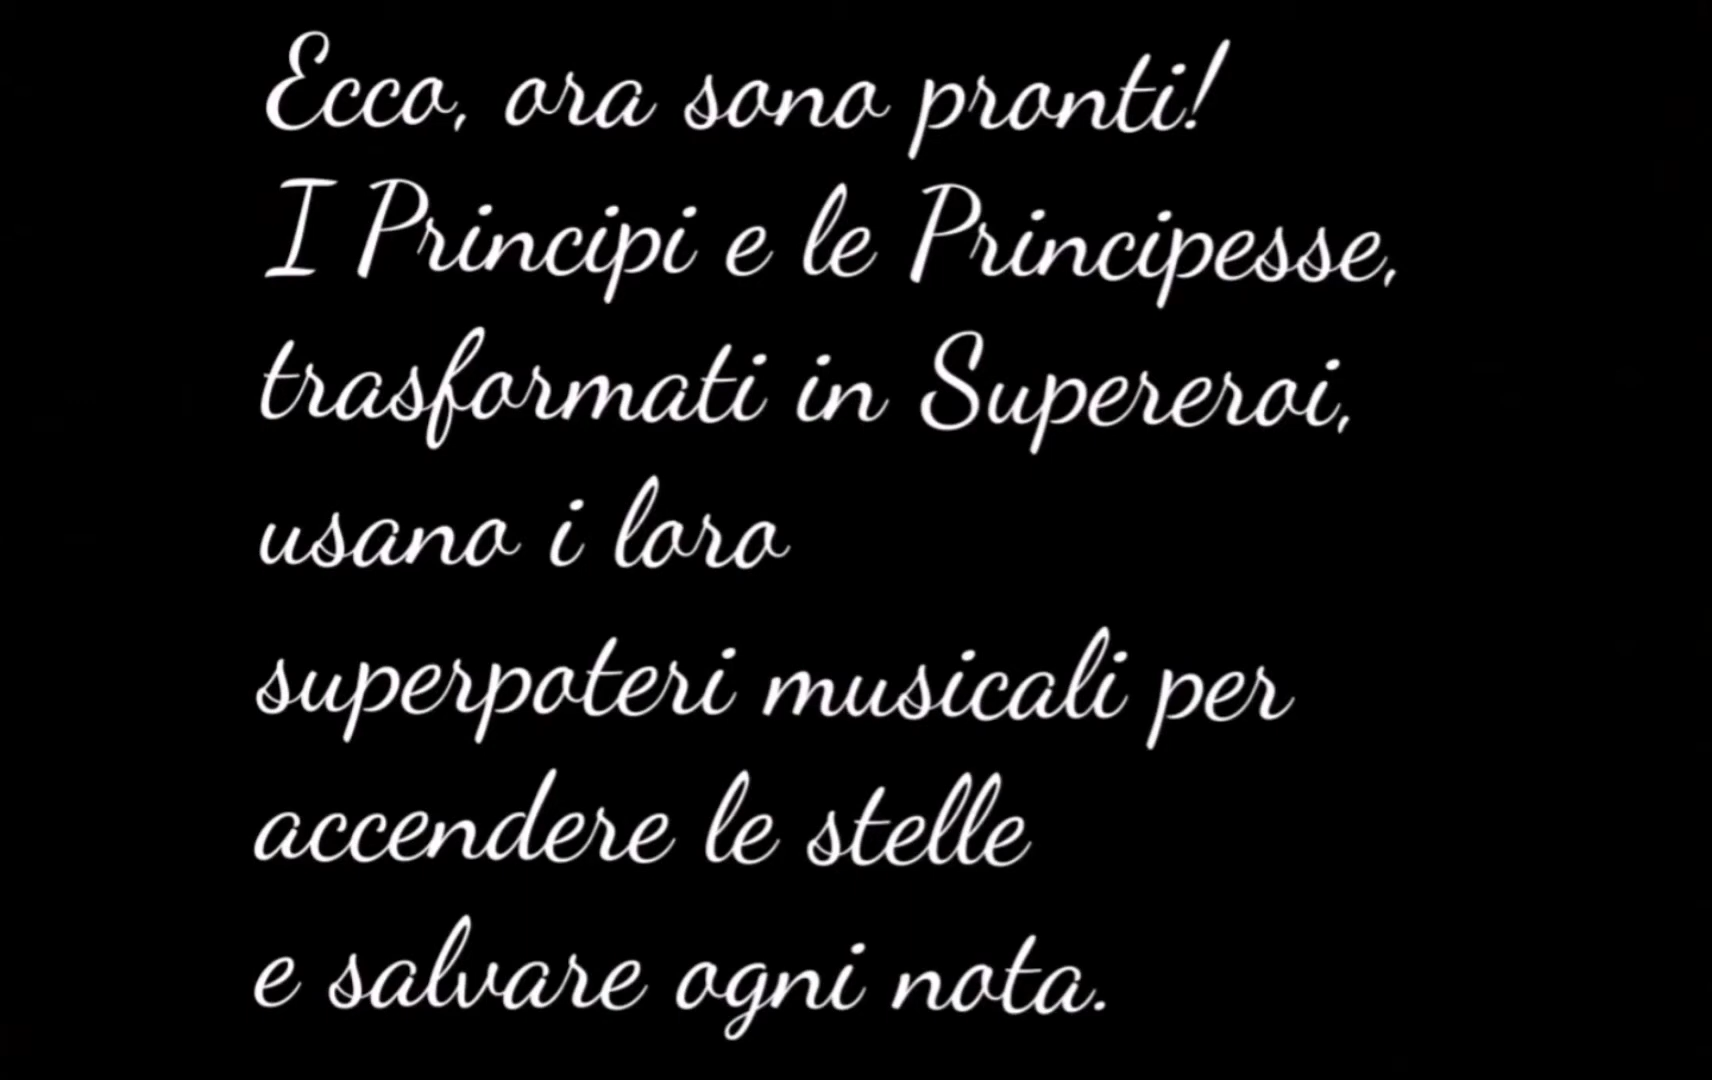 Ecco, ora sono pronti!
I Principi e le Principesse,
trasformati in Supereroi,
usano i loro
superpoteri musicali per
accendere le stelle
e salvare ogni nota.